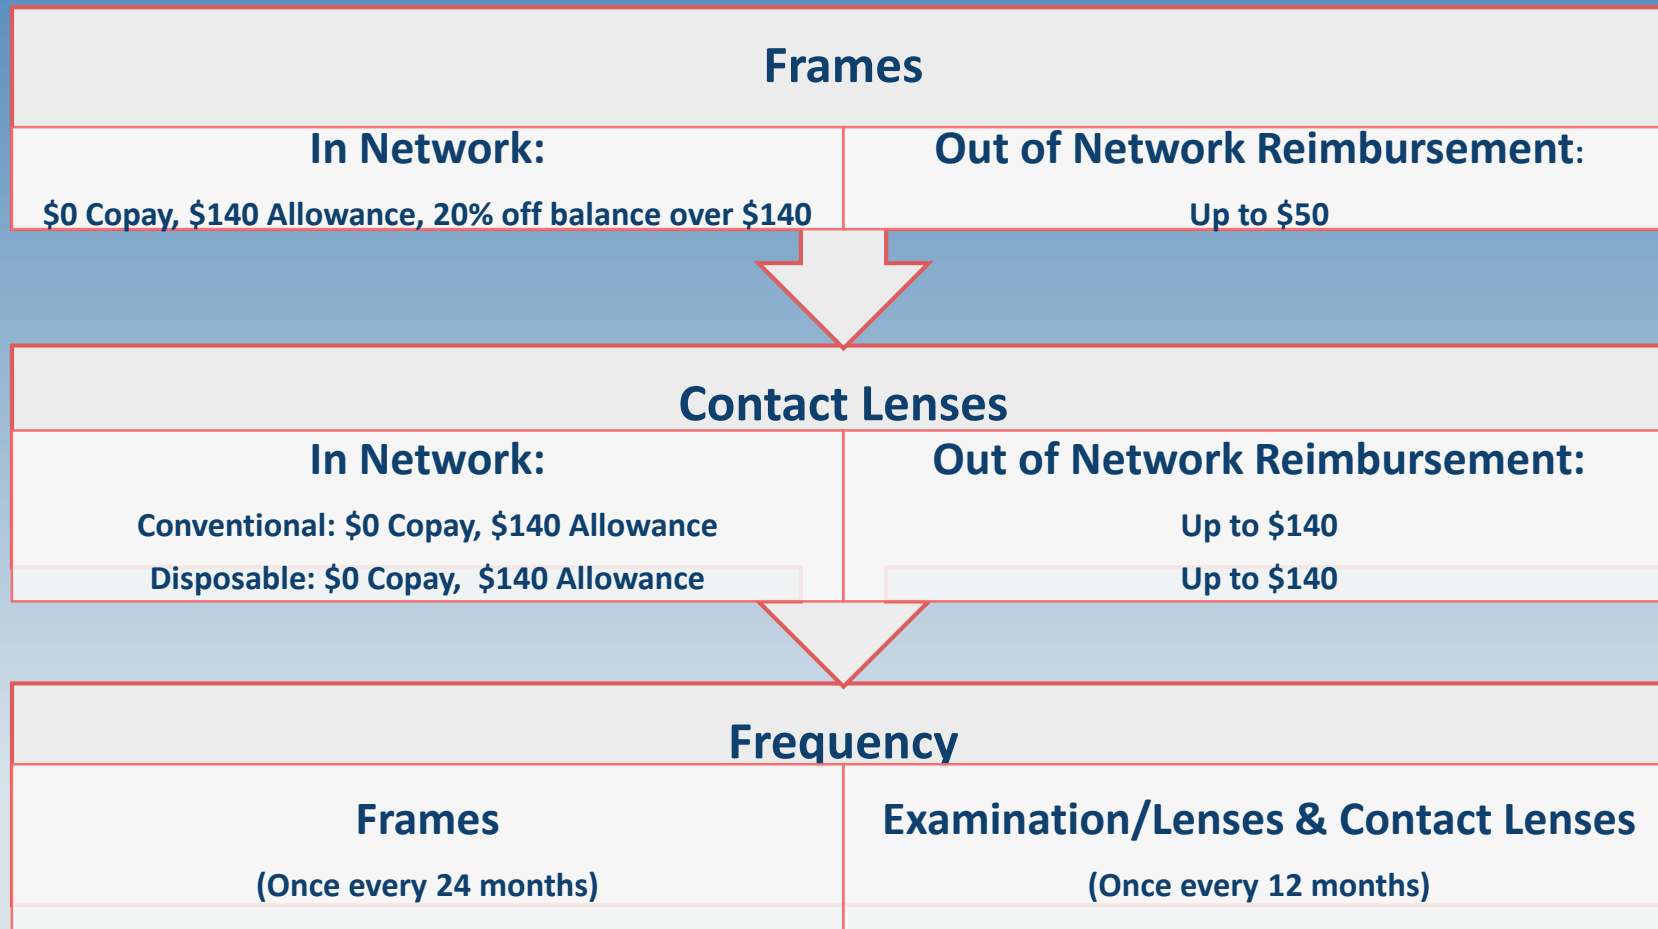 Frames
In Network:
$0 Copay, $140 Allowance, 20% off balance over $140
Out of Network Reimbursement:
Up to $50
Contact Lenses
In Network:
Conventional: $0 Copay, $140 Allowance
Disposable: $0 Copay,  $140 Allowance
Out of Network Reimbursement:
Up to $140
Up to $140
Frequency
Frames
(Once every 24 months)
Examination/Lenses & Contact Lenses
(Once every 12 months)